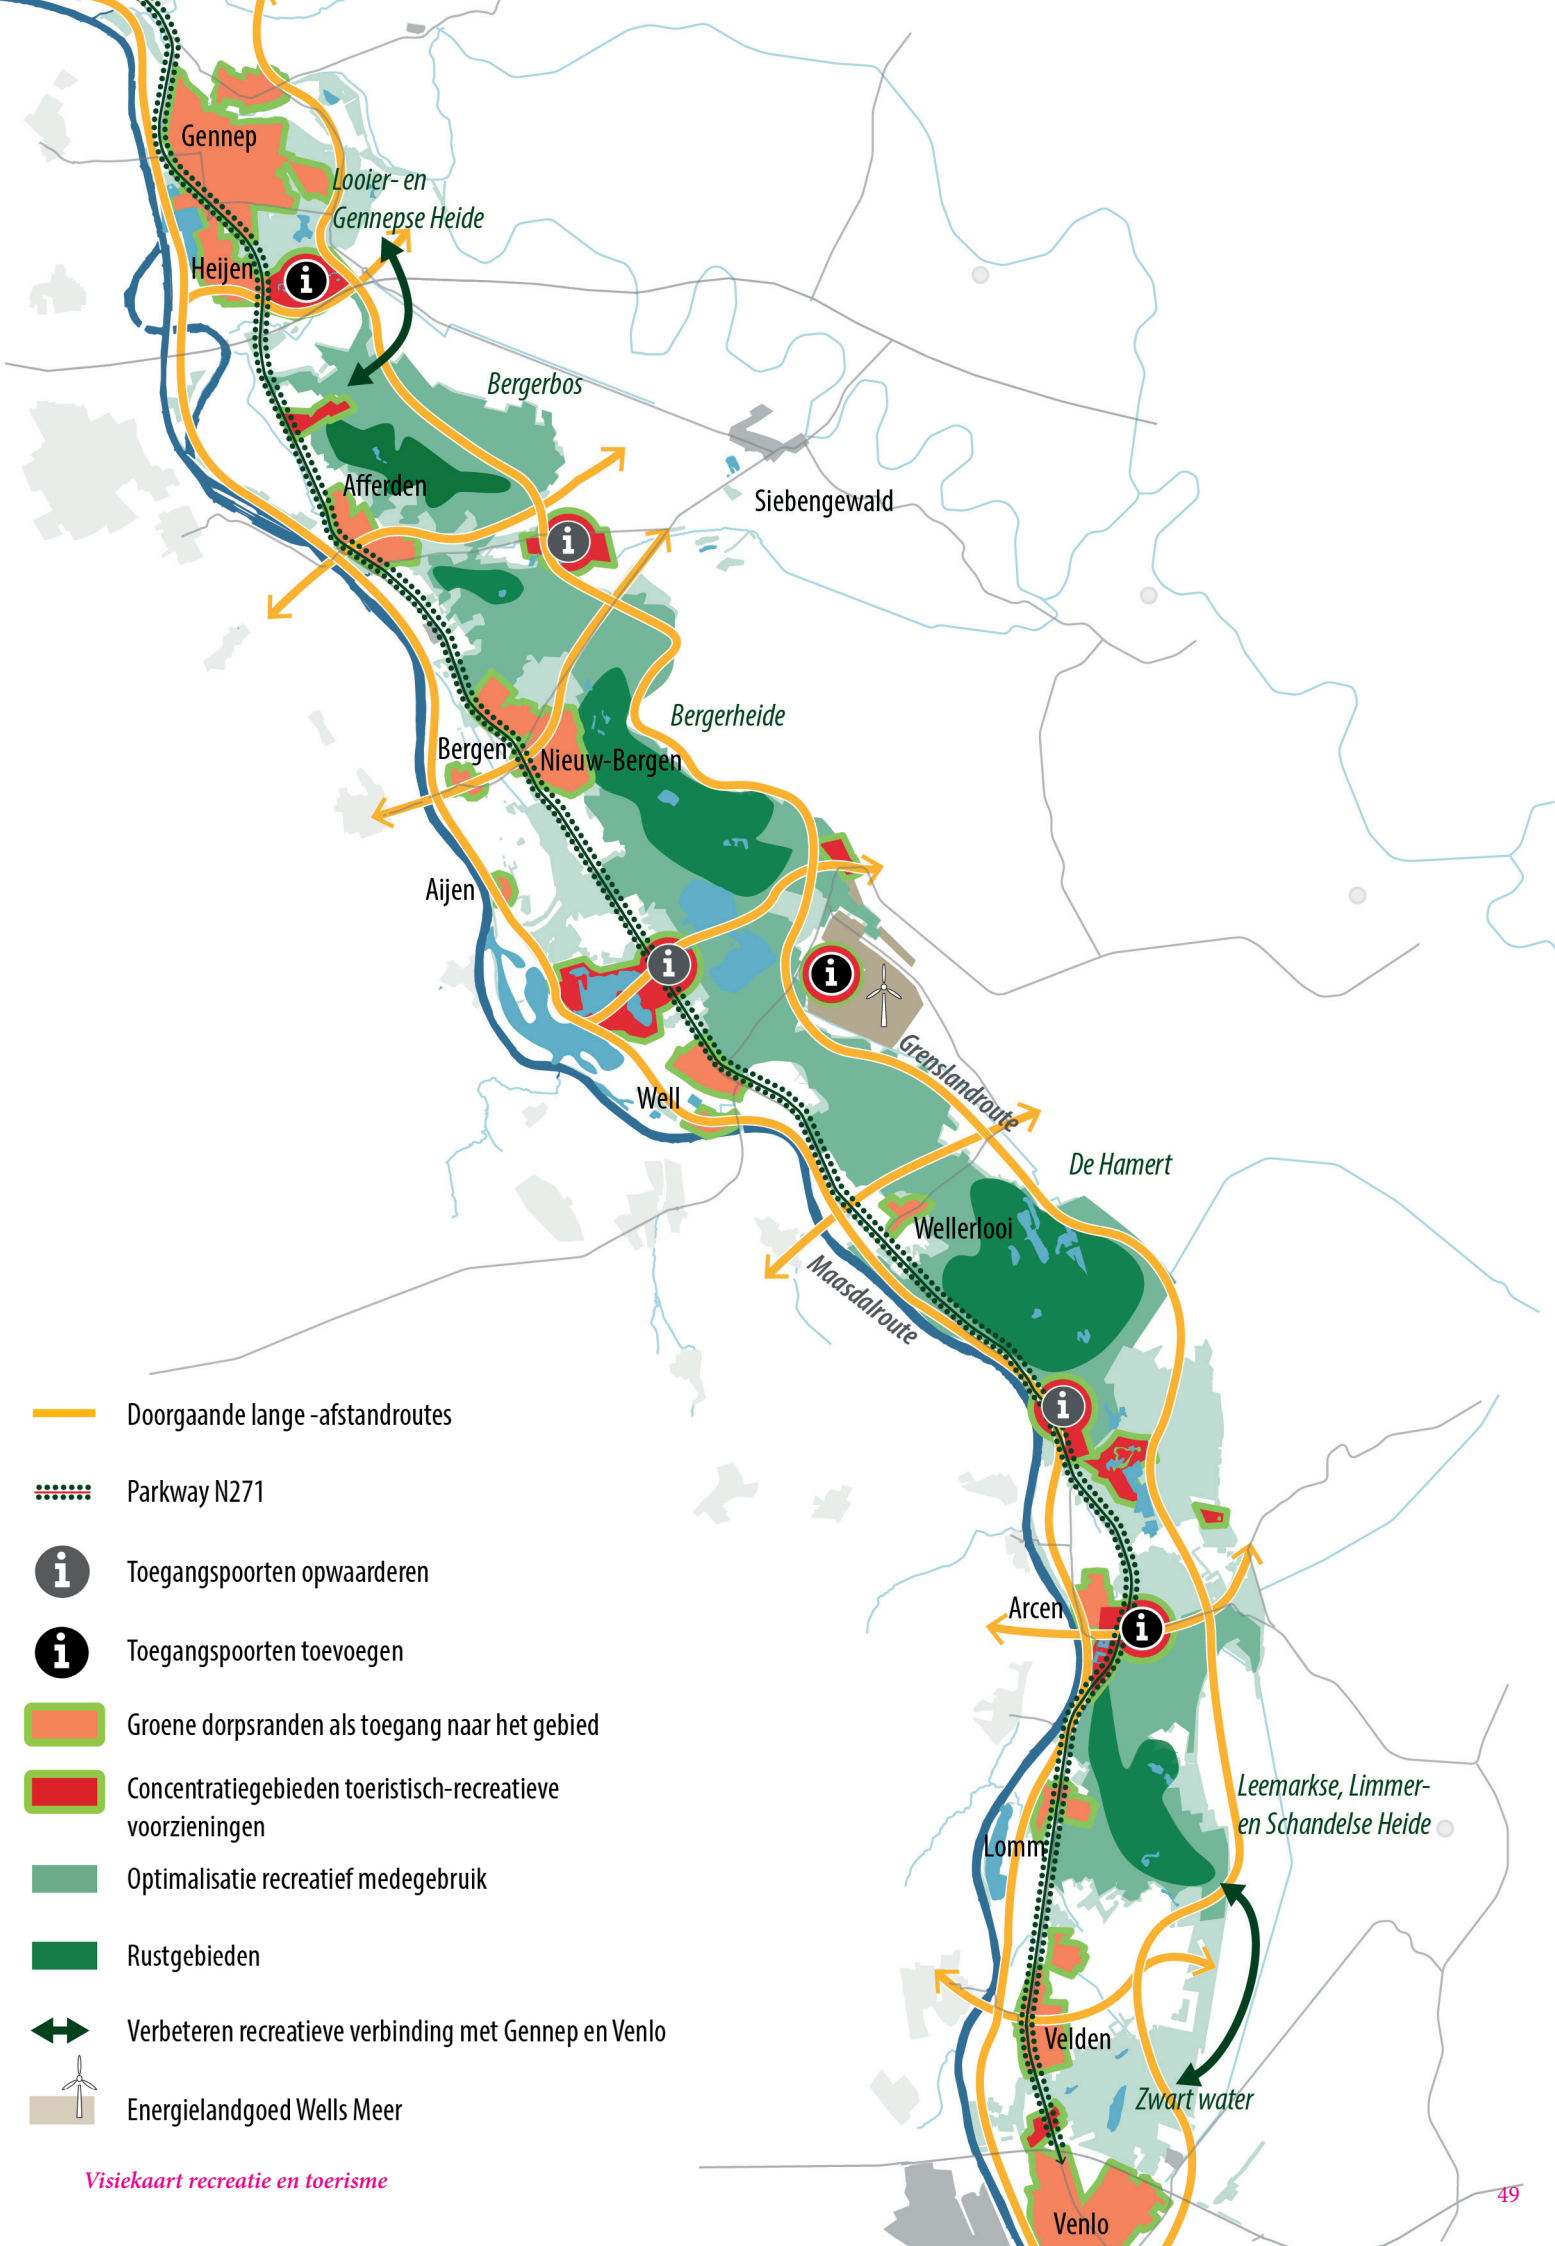 Gennep
Looier- en
Gennepse Heide
Heijen
Bergerbos
Afferden
Siebengewald
Bergerheide
Bergen
Nieuw-Bergen
Aijen
Grenslandroute
Well
De Hamert
Wellerlooi
Maasdalroute
Arcen
Leemarkse, Limmer-
en Schandelse Heide
Lomm
Velden
Zwart water
Venlo
Doorgaande lange -afstandroutes
Parkway N271
Toegangspoorten opwaarderen
Toegangspoorten toevoegen
Groene dorpsranden als toegang naar het gebied
Concentratiegebieden toeristisch-recreatieve
voorzieningen
Optimalisatie recreatief medegebruik
Rustgebieden
Verbeteren recreatieve verbinding met Gennep en Venlo
Energielandgoed Wells Meer
Visiekaart recreatie en toerisme
49